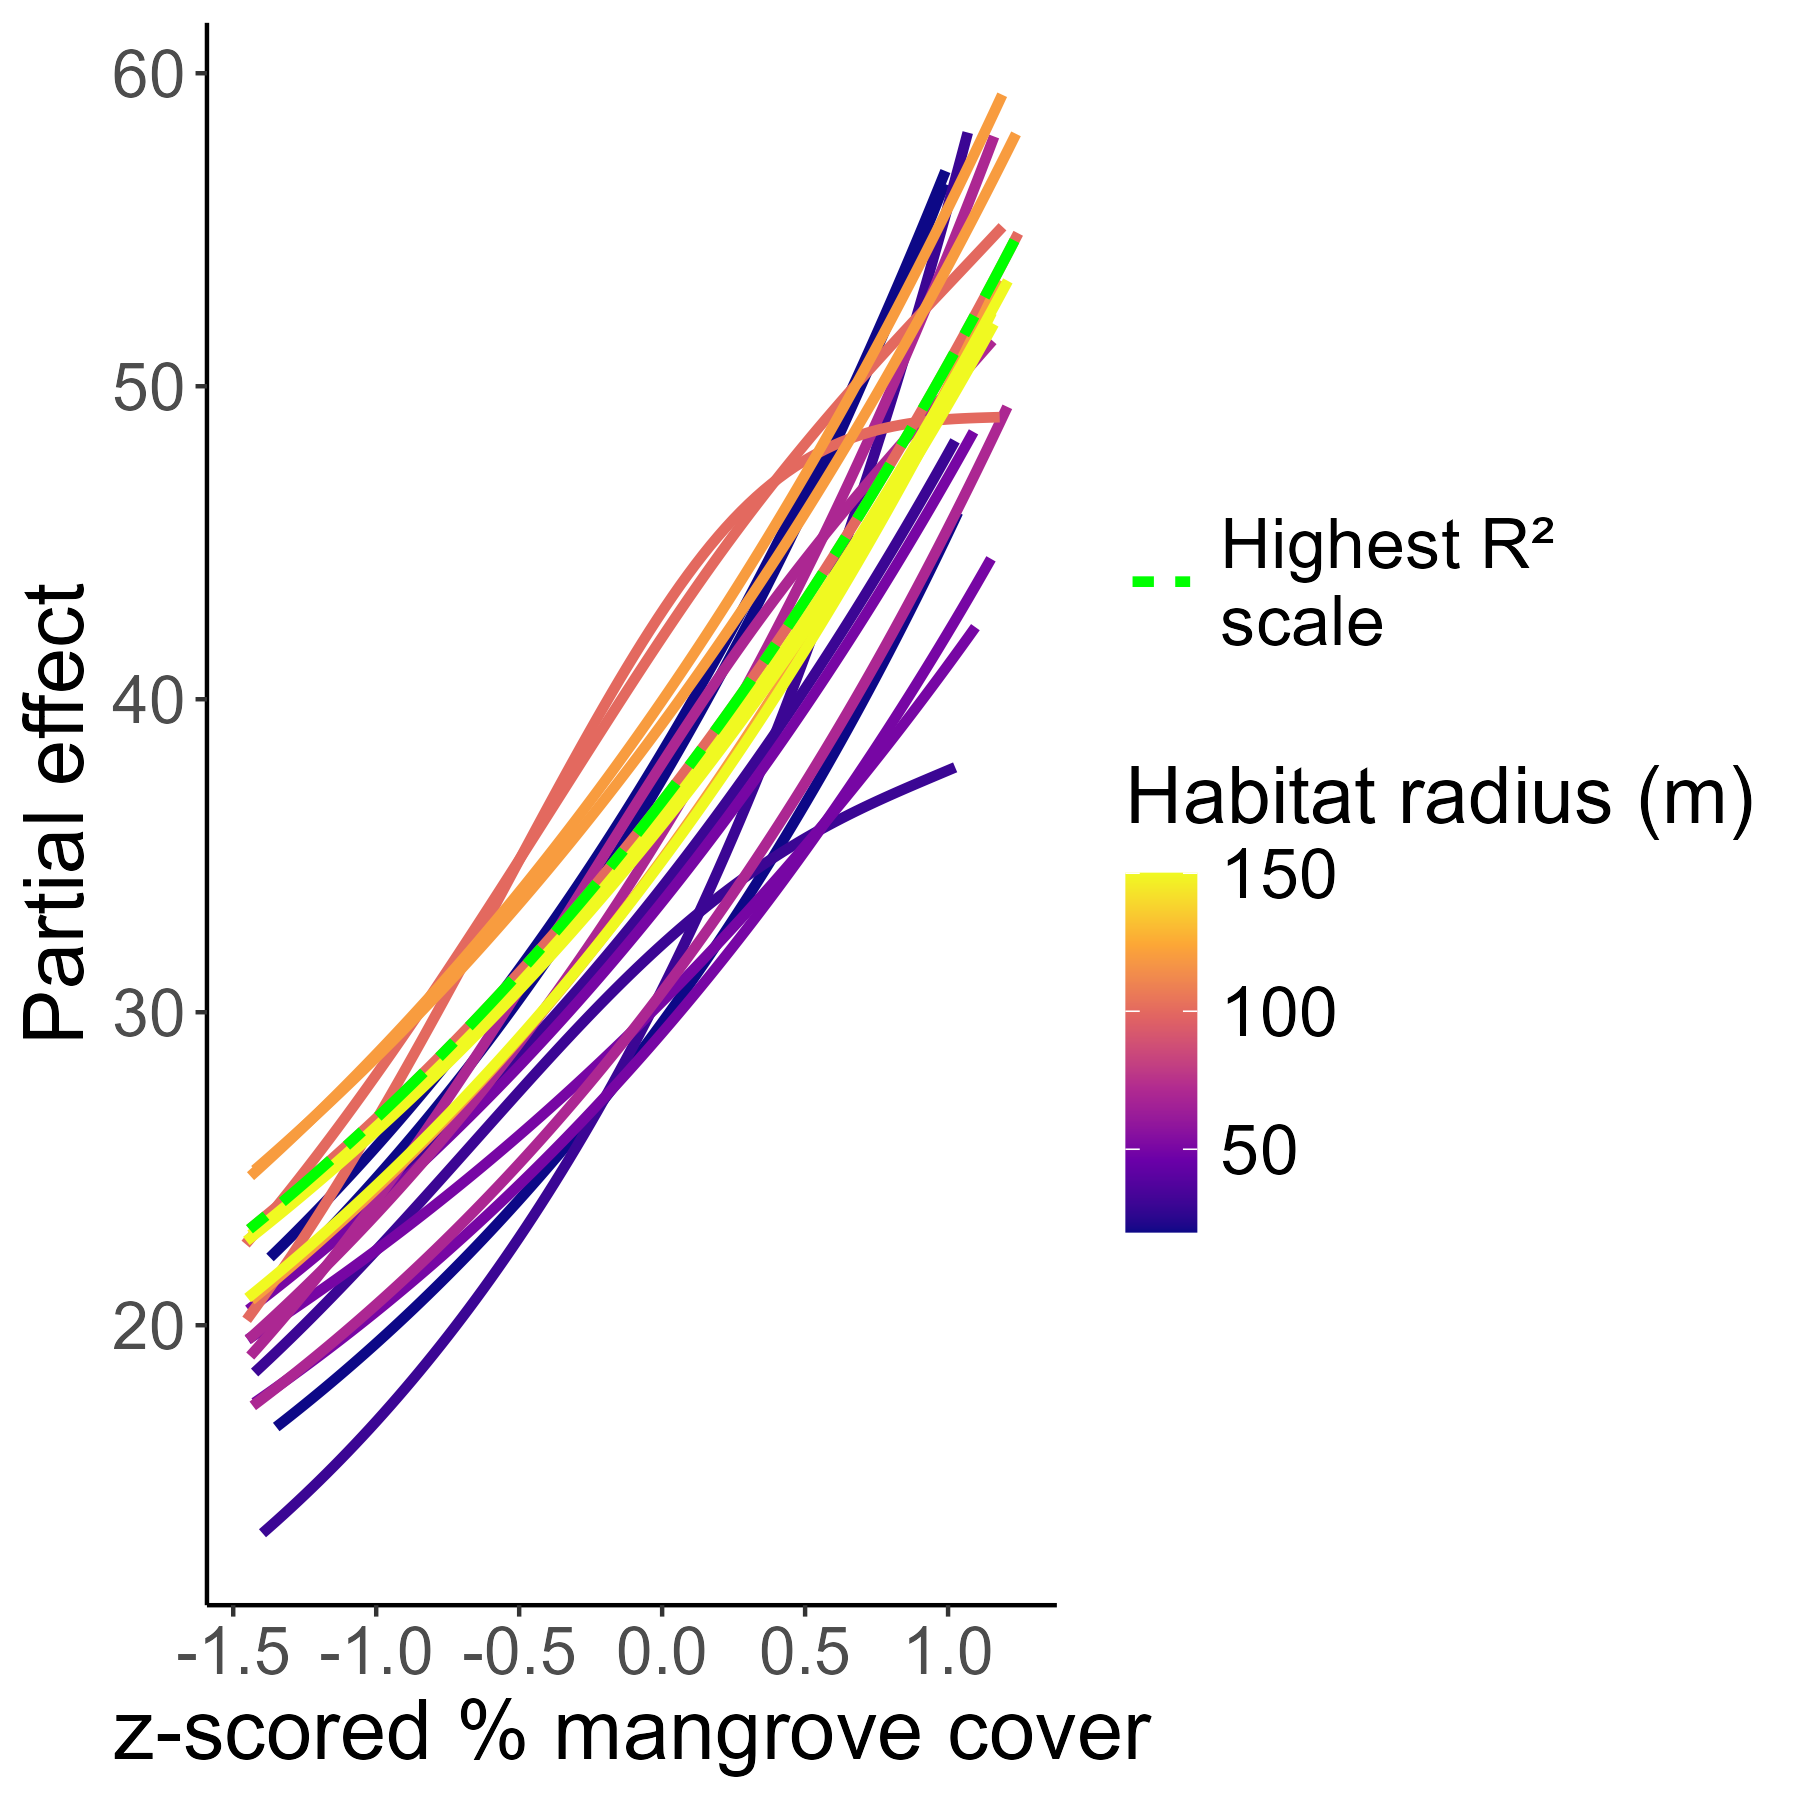 60
50
40
30
20
Partial effect
-1.5 -1.0 -0.5 0.0 0.5 1.0
z-scored % mangrove cover
Highest R²
scale
Habitat radius (m)
150
100
50